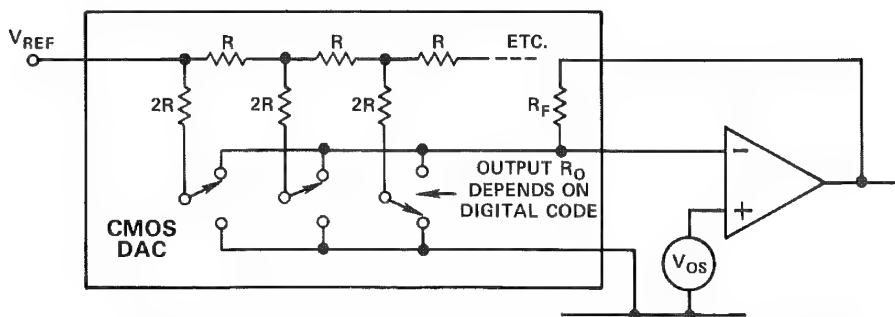 V_REF
R
R
R
ETC.
2R
2R
2R
R_F
OUTPUT R_O
DEPENDS ON
DIGITAL CODE
CMOS
DAC
−
+
V_OS